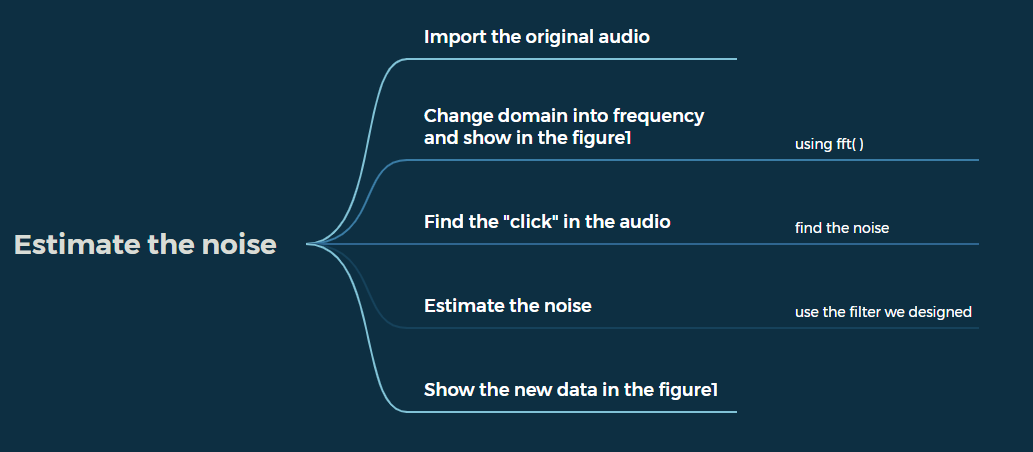 Import the original audio
Change domain into frequency
and show in the figure1
using fft( )
Find the "click" in the audio
find the noise
Estimate the noise
Estimate the noise
use the filter we designed
Show the new data in the figure1